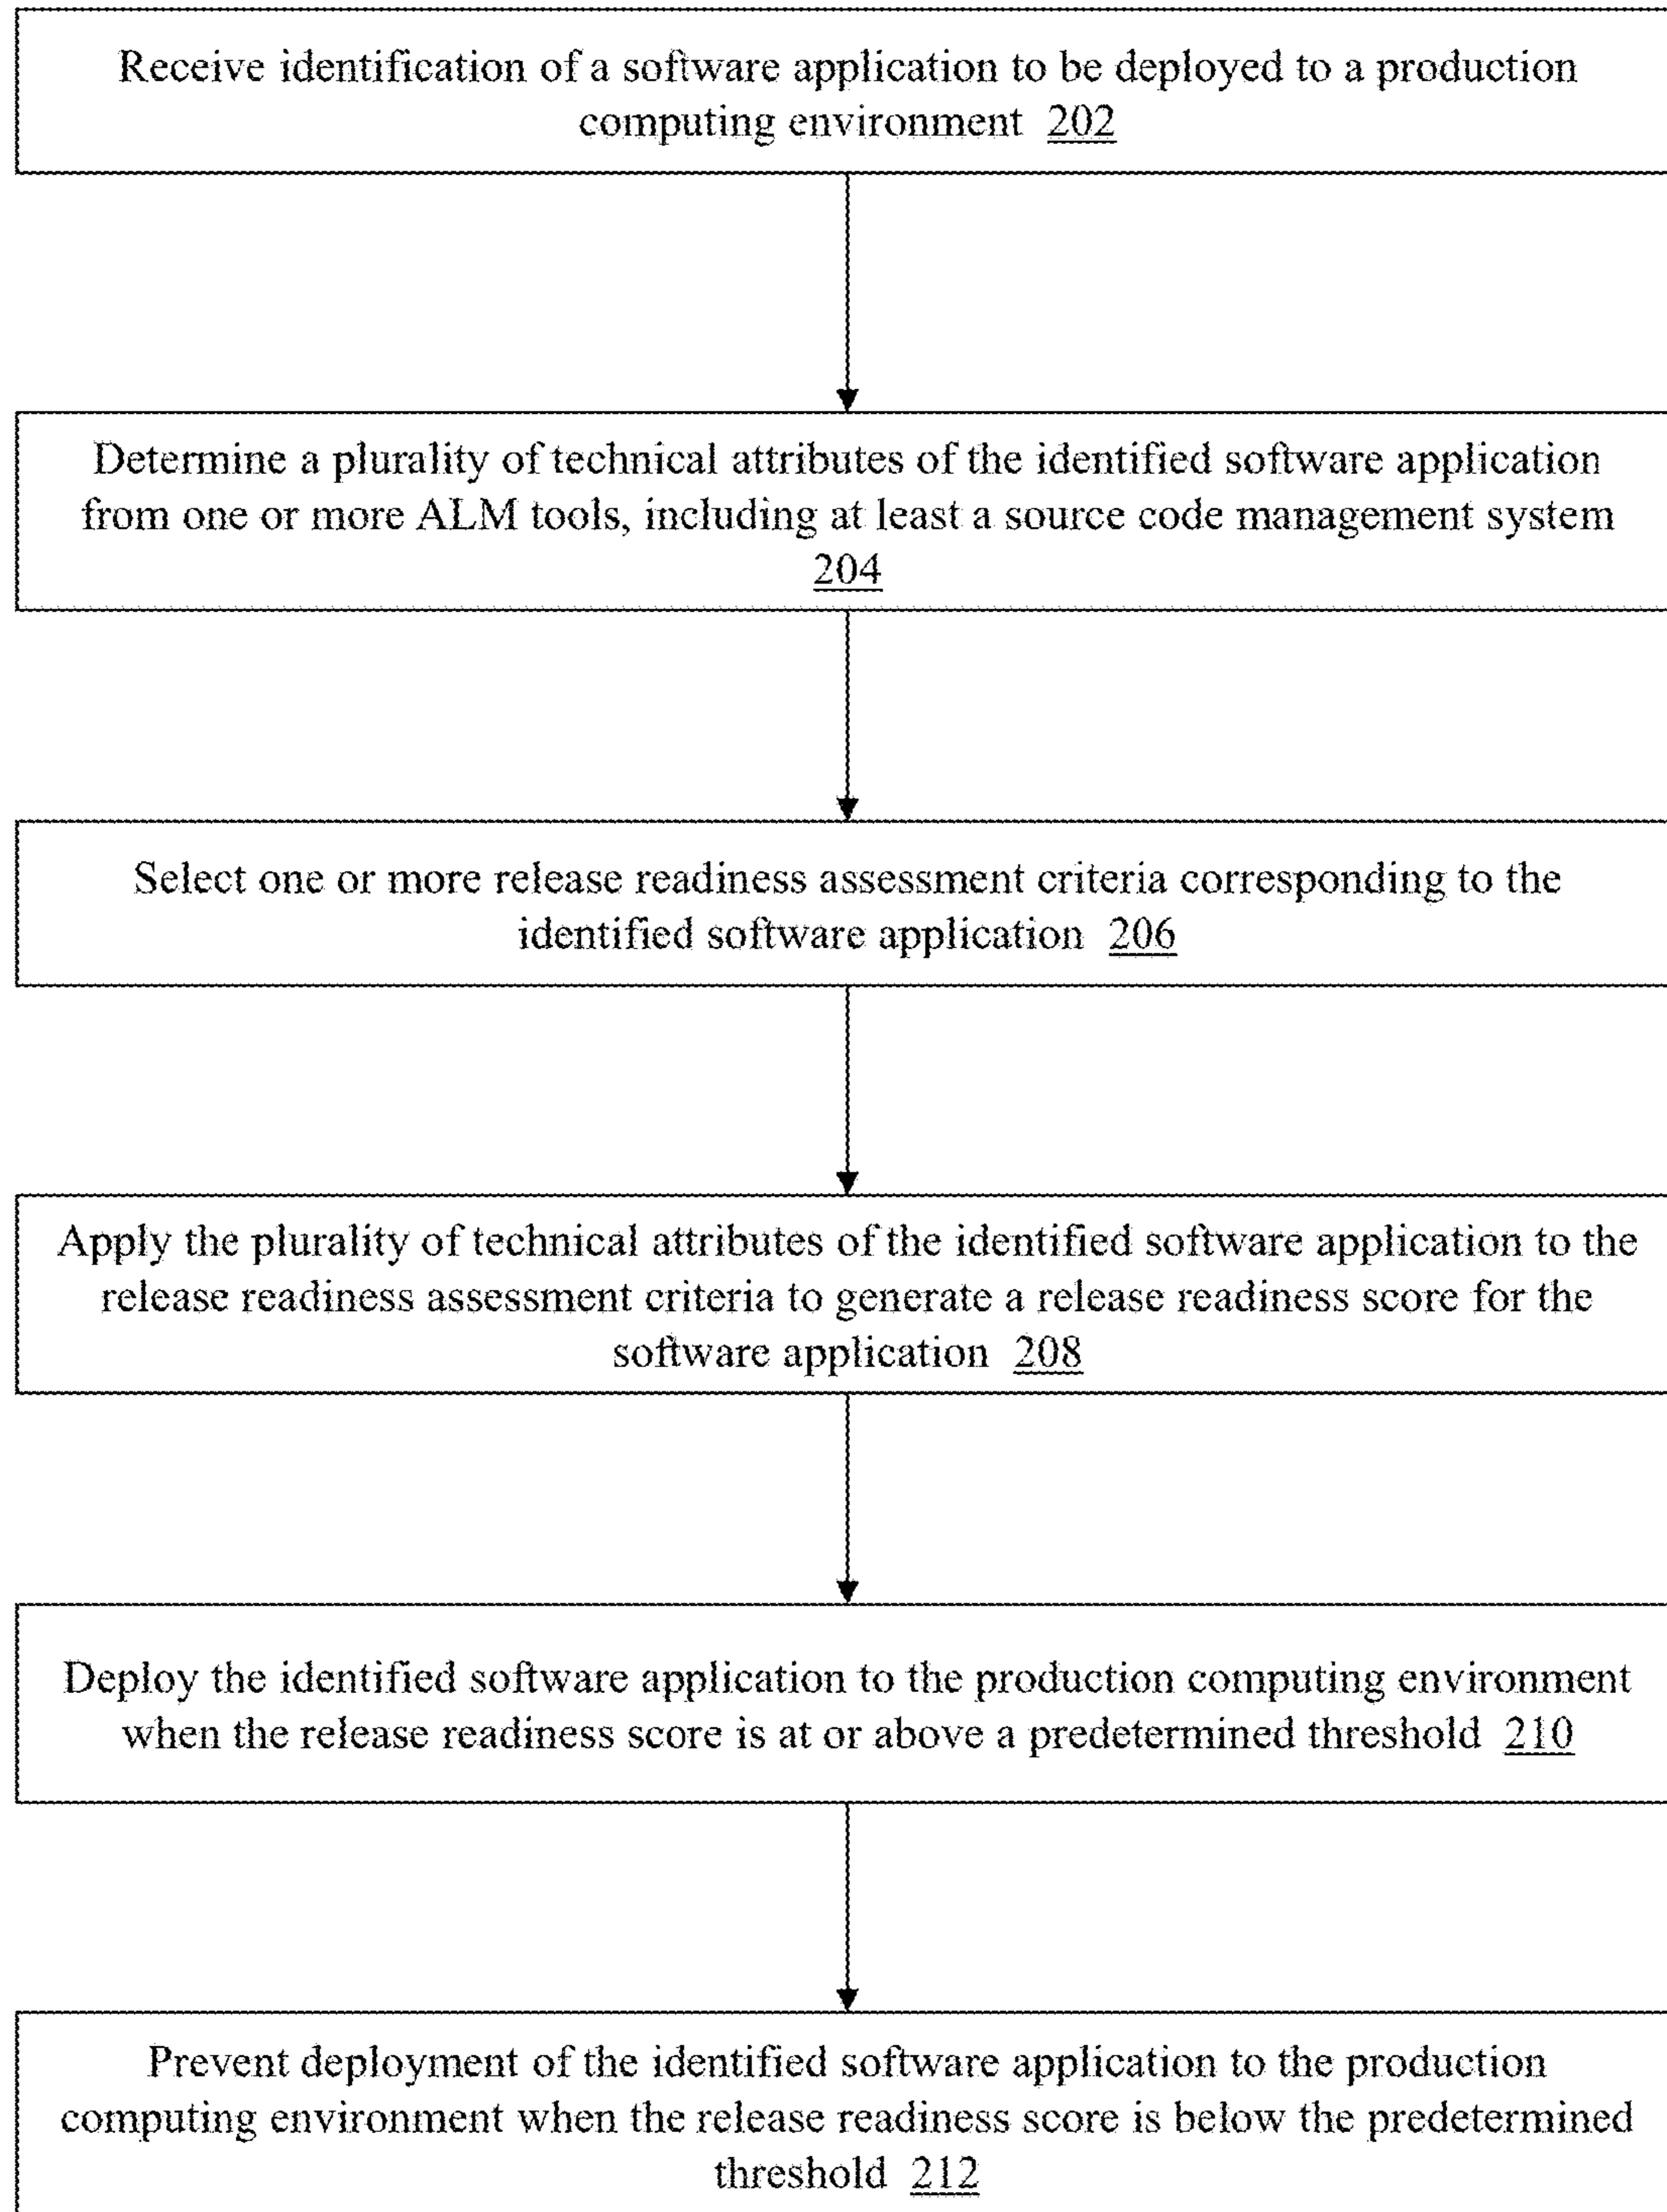 Receive identification of a software application to be deployed to a production
computing environment 202
Determine a plurality of technical attributes of the identified software application
from one or more ALM tools, including at least a source code management system
204
Select one or more release readiness assessment criteria corresponding to the
identified software application 206
Apply the plurality of technical attributes of the identified software application to the
release readiness assessment criteria to generate a release readiness score for the
software application 208
Deploy the identified software application to the production computing environment
when the release readiness score is at or above a predetermined threshold 210
Prevent deployment of the identified software application to the production
computing environment when the release readiness score is below the predetermined
threshold 212